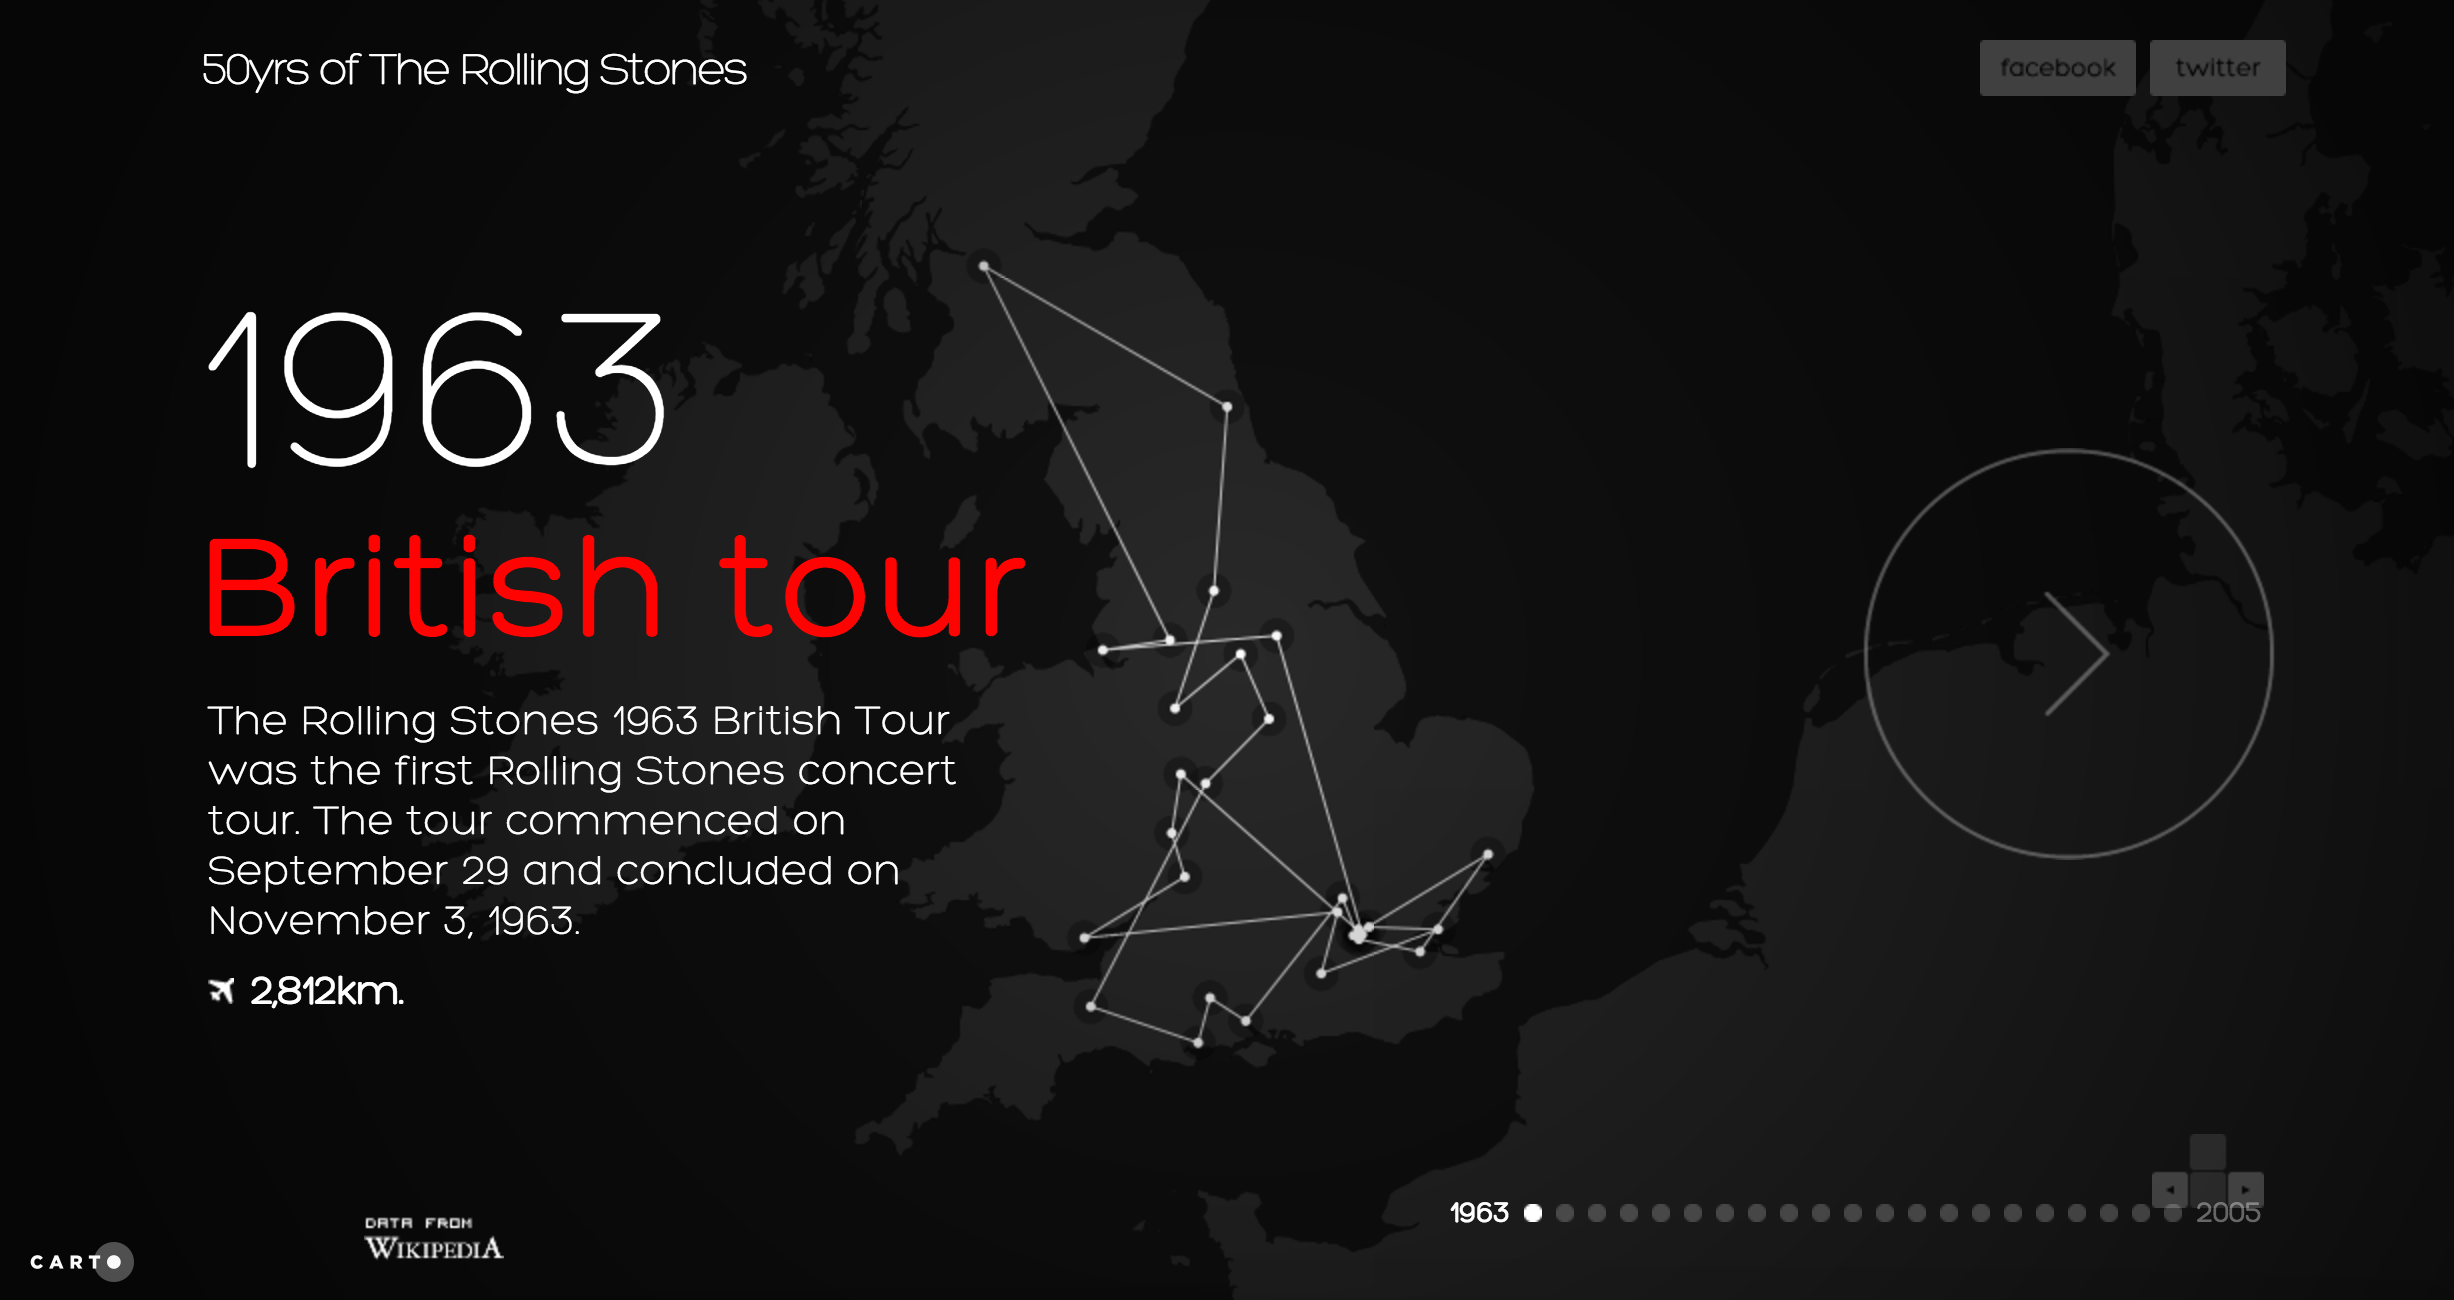 50yrs of The Rolling Stones
facebook
twitter
1963
British tour
The Rolling Stones 1963 British Tour
was the first Rolling Stones concert
tour. The tour commenced on
September 29 and concluded on
November 3, 1963.
2,812km.
1963
2005
DATA FROM
WIKIPEDIA
CARTO